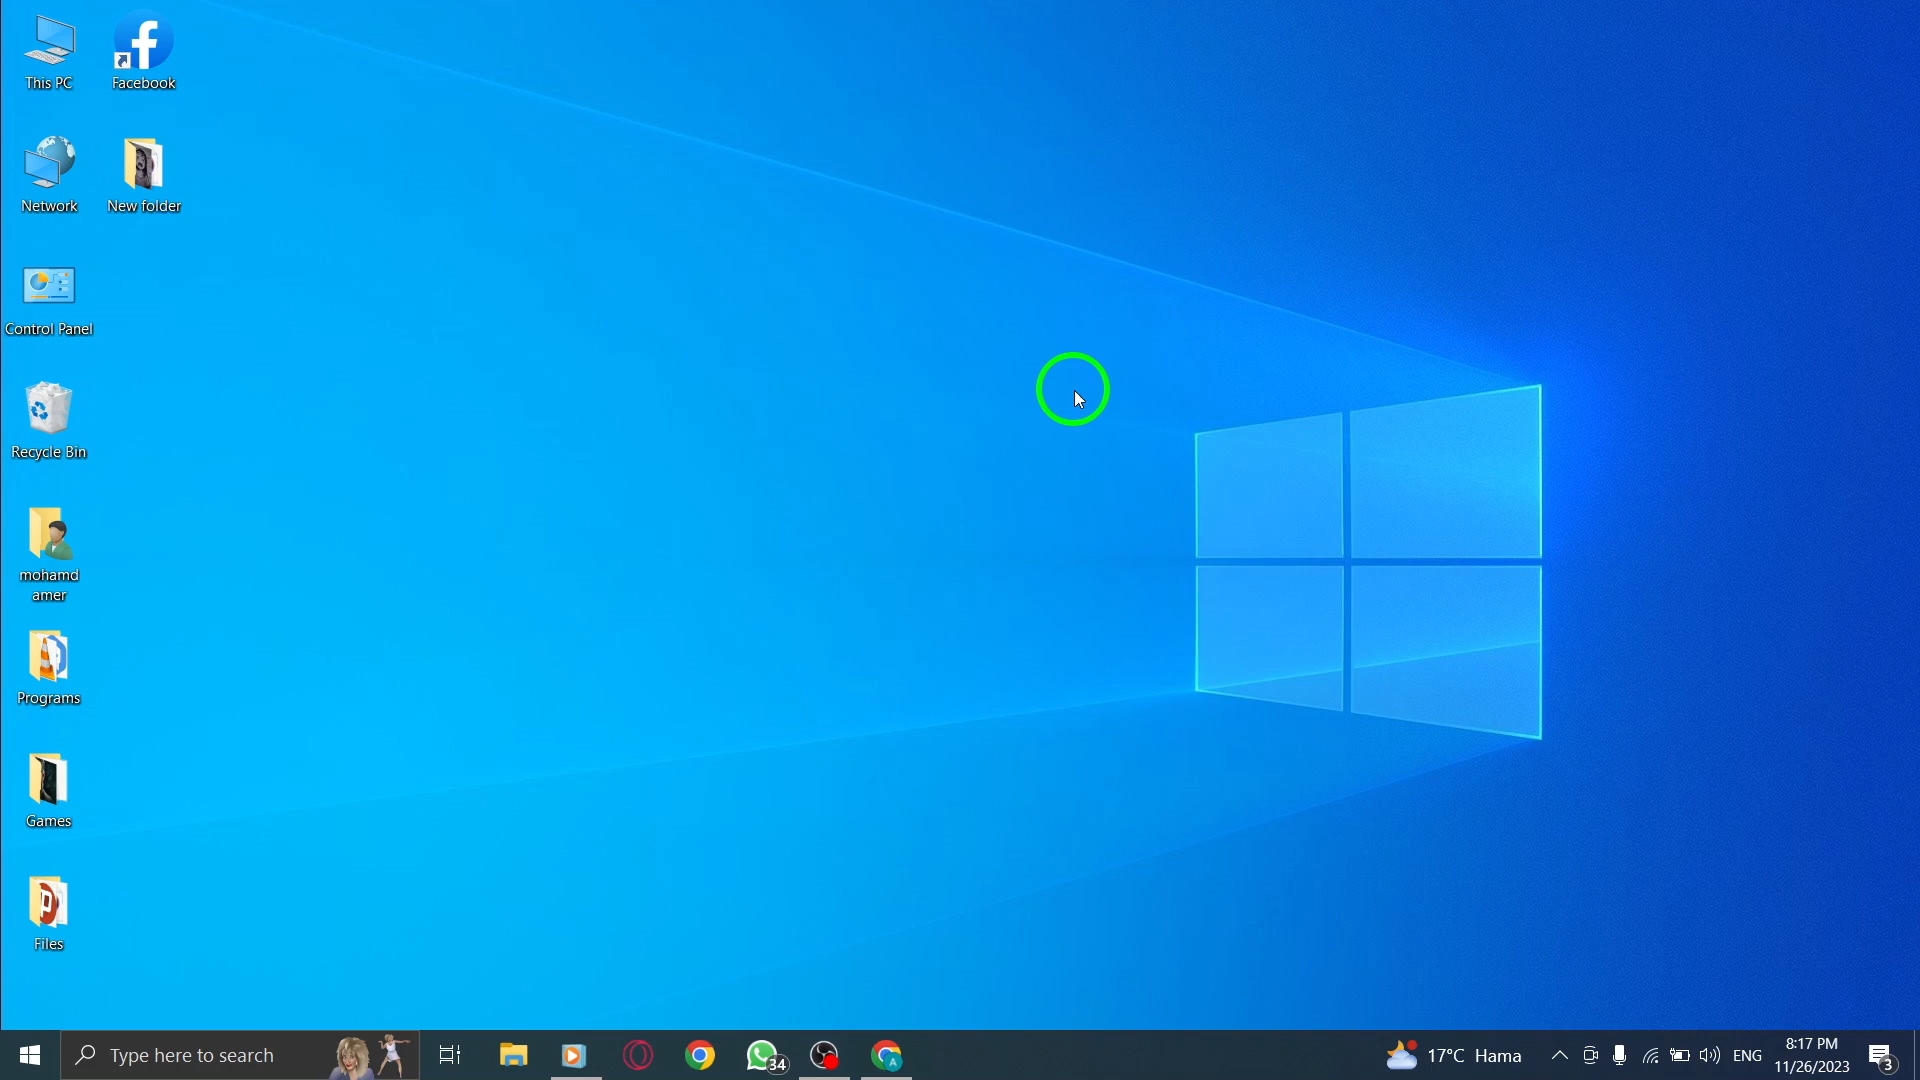 This PC
Facebook
Network
New folder
Control Panel
Recycle Bin
mohamd
amer
Programs
Games
Files
Type here to search
34
A
17°C Hama
ENG
8:17 PM
11/26/2023
3